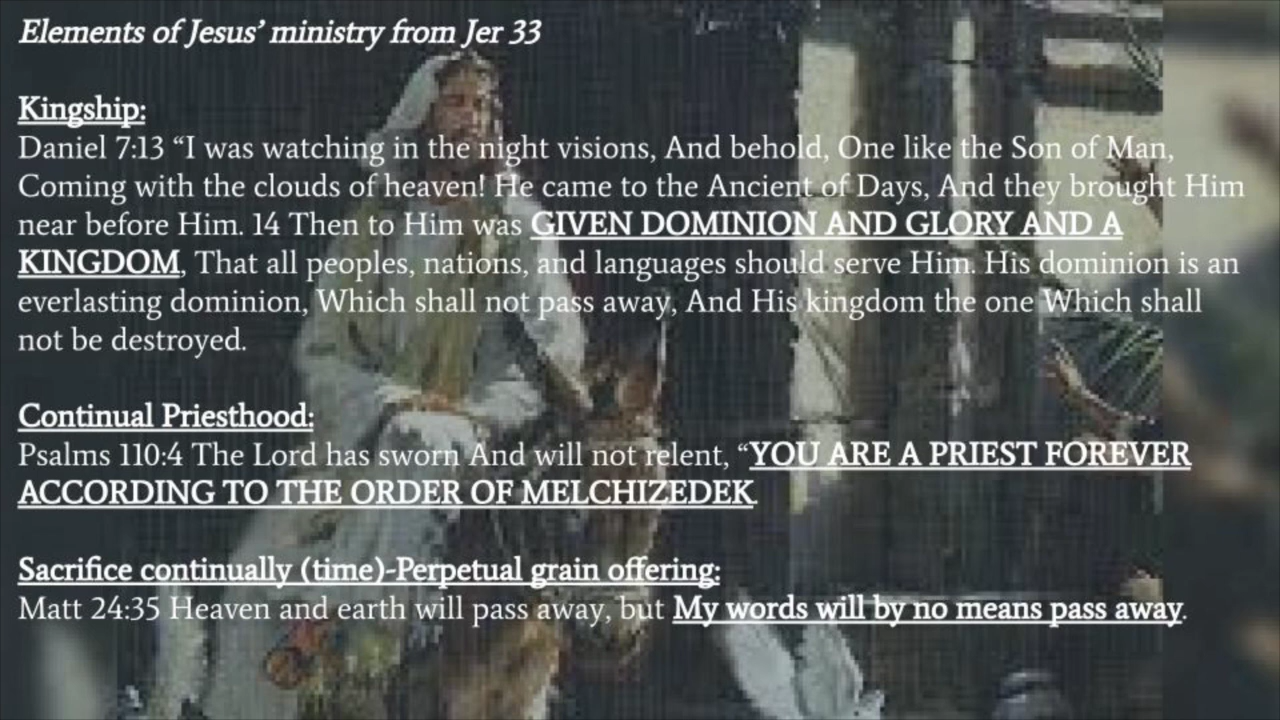 Elements of Jesus' ministry from Jer 33
Kingship:
Daniel 7:13 “I was watching in the night visions, And behold, One like the Son of Man,
Coming with the clouds of heaven! He came to the Ancient of Days, And they brought Him
near before Him. 14 Then to Him was GIVEN DOMINION AND GLORY AND A
KINGDOM, That all peoples, nations, and languages should serve Him. His dominion is an
everlasting dominion, Which shall not pass away, And His kingdom the one Which shall
not be destroyed.
Continual Priesthood:
Psalms 110:4 The Lord has sworn And will not relent, “YOU ARE A PRIEST FOREVER
ACCORDING TO THE ORDER OF MELCHIZEDEK.
Sacrifice continually (time)-Perpetual grain offering:
Matt 24:35 Heaven and earth will pass away, but My words will by no means pass away.